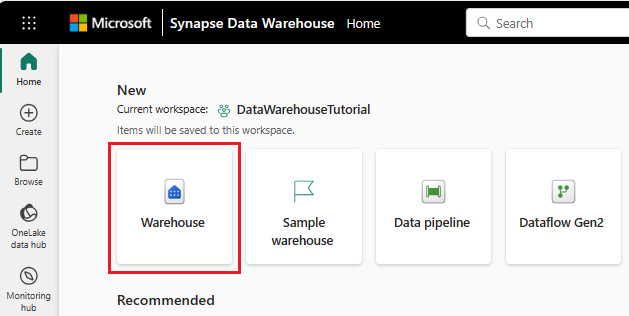 Microsoft Synapse Data Warehouse Home Search
Home
Create
Browse
OneLake
data hub
Monitoring
hub
New
Current workspace: DataWarehouseTutorial
Items will be saved to this workspace.
Warehouse
Sample
warehouse
Data pipeline
Dataflow Gen2
Recommended